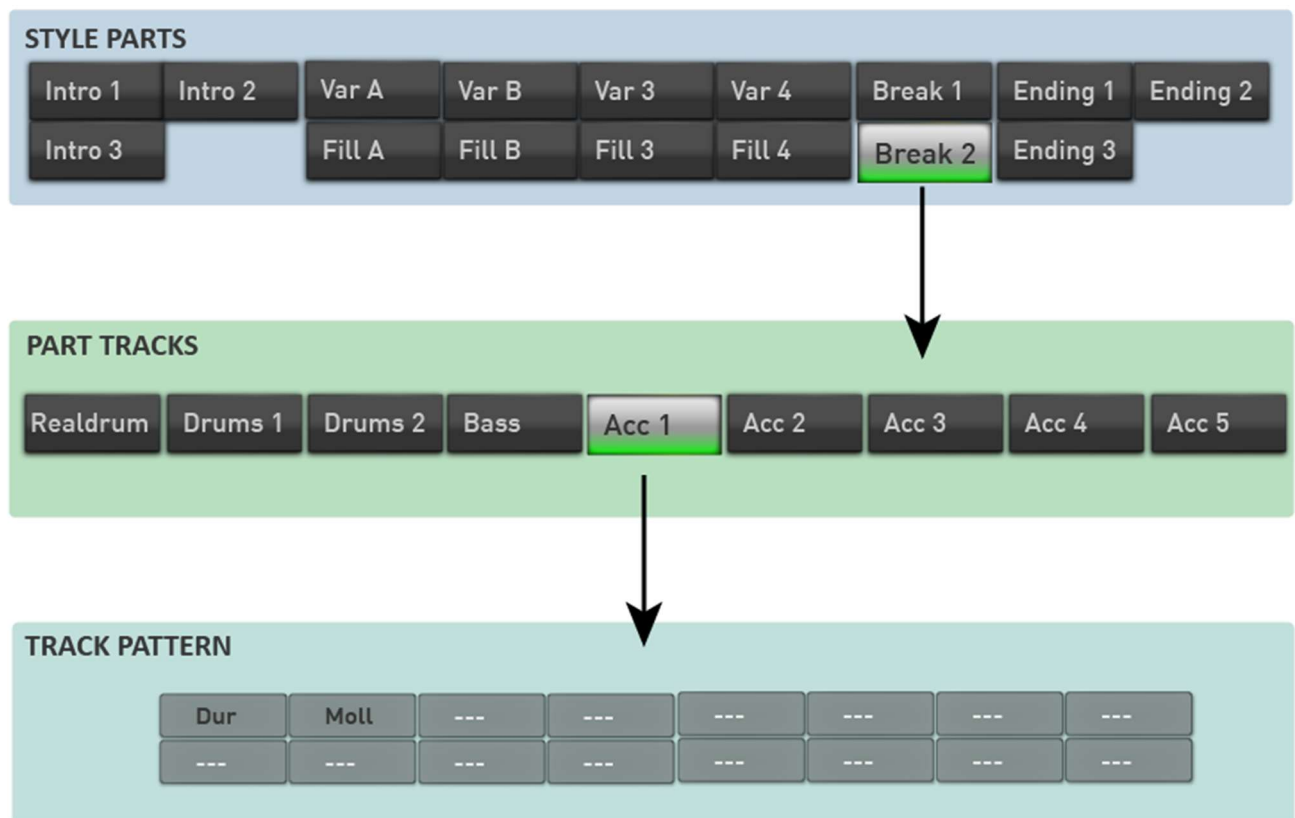 STYLE PARTS
Intro 1 Intro 2 Var A Var B Var 3 Var 4 Break 1 Ending 1 Ending 2
Intro 3 Fill A Fill B Fill 3 Fill 4 Break 2 Ending 3
PART TRACKS
Realdrum Drums 1 Drums 2 Bass Acc 1 Acc 2 Acc 3 Acc 4 Acc 5
TRACK PATTERN
Dur Moll --- --- --- --- --- ---
--- --- --- --- --- --- --- ---